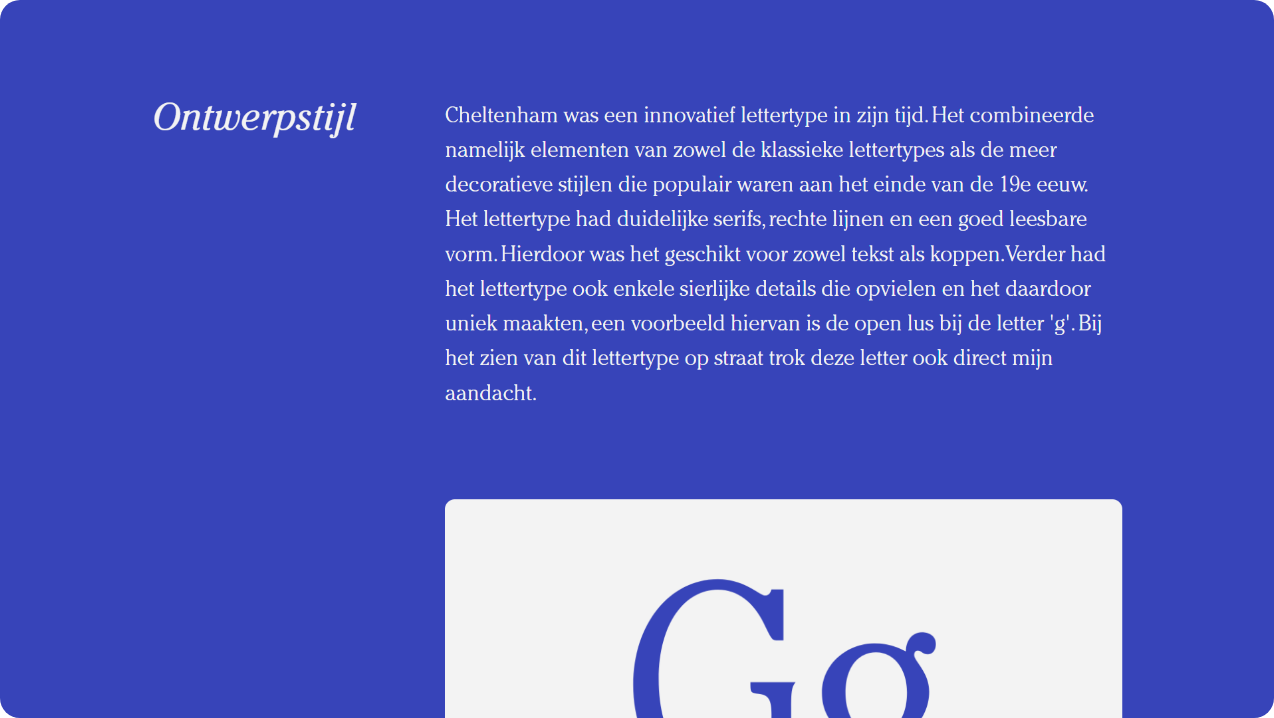 Ontwerpstijl
Cheltenham was een innovatief lettertype in zijn tijd. Het combineerde
namelijk elementen van zowel de klassieke lettertypes als de meer
decoratieve stijlen die populair waren aan het einde van de 19e eeuw.
Het lettertype had duidelijke serifs, rechte lijnen en een goed leesbare
vorm. Hierdoor was het geschikt voor zowel tekst als koppen. Verder had
het lettertype ook enkele sierlijke details die opvielen en het daardoor
uniek maakten, een voorbeeld hiervan is de open lus bij de letter 'g'. Bij
het zien van dit lettertype op straat trok deze letter ook direct mijn
aandacht.
Gg